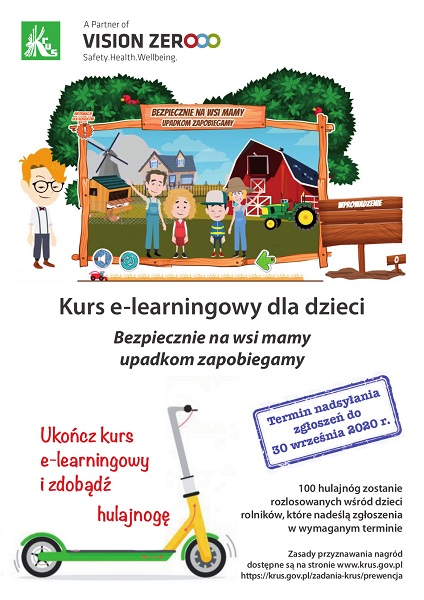 KRUS
A Partner of
VISION ZERO
Safety.Health.Wellbeing.
BEZPIECZNIE NA WSI MAMY
UPADKOM ZAPOBIEGAMY
WPROWADZENIE
0
Kurs e-learningowy dla dzieci
Bezpiecznie na wsi mamy
upadkom zapobiegamy
Termin nadsyłania
zgłoszeń do
30 września 2020 r.
Ukończ kurs
e-learningowy
i zdobądź
hulajnogę
100 hulajnóg zostanie
rozlosowanych wśród dzieci
rolników, które nadeślą zgłoszenia
w wymaganym terminie
Zasady przyznawania nagród
dostępne są na stronie www.krus.gov.pl
https://krus.gov.pl/zadania-krus/prewencja